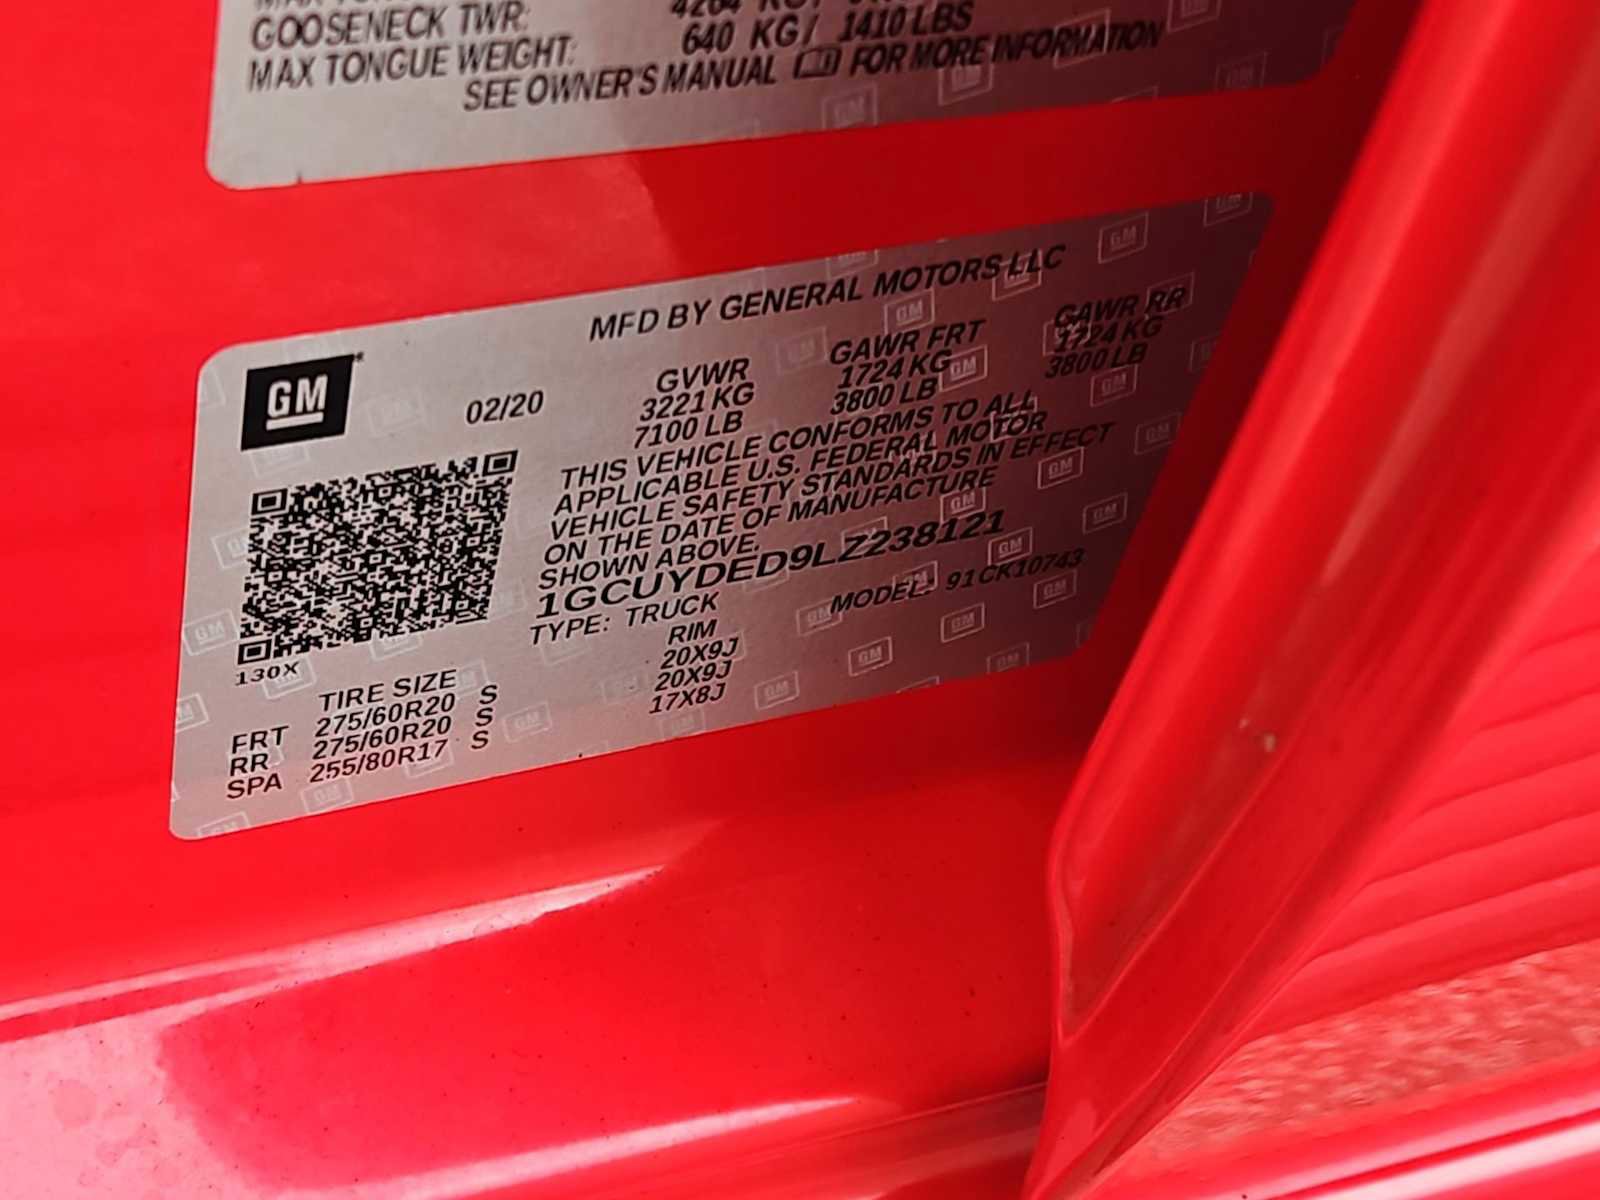 GOOSENECK TWR:
MAX TONGUE WEIGHT: 640 KG / 1410 LBS
SEE OWNER'S MANUAL FOR MORE INFORMATION
MFD BY GENERAL MOTORS LLC
GM
02/20
GVWR GAWR FRT GAWR RR
3221 KG 1724 KG 1724 KG
7100 LB 3800 LB 3800 LB
THIS VEHICLE CONFORMS TO ALL
APPLICABLE U.S. FEDERAL MOTOR
VEHICLE SAFETY STANDARDS IN EFFECT
ON THE DATE OF MANUFACTURE
SHOWN ABOVE.
1GCUYDED9LZ238121
TYPE: TRUCK MODEL: 91CK10743
130X
TIRE SIZE RIM
FRT 275/60R20 S 20X9J
RR 275/60R20 S 20X9J
SPA 255/80R17 S 17X8J